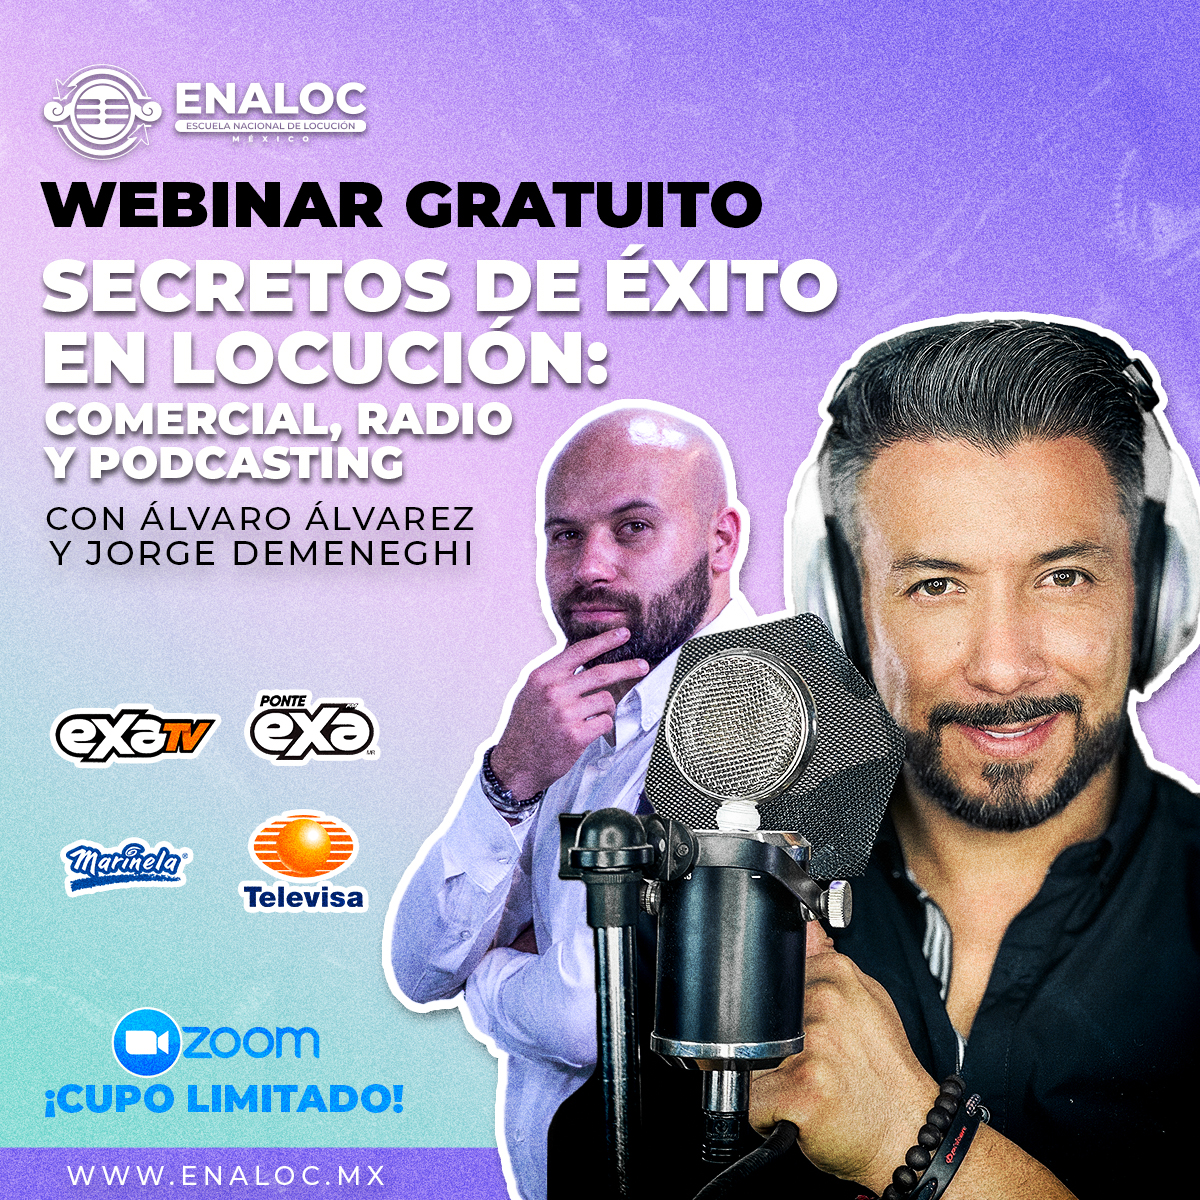 ENALOC
ESCUELA NACIONAL DE LOCUCIÓN
MÉXICO
WEBINAR GRATUITO
SECRETOS DE ÉXITO
EN LOCUCIÓN:
COMERCIAL, RADIO
Y PODCASTING
CON ÁLVARO ÁLVAREZ
Y JORGE DEMENEGHI
exa TV
PONTE
exa
Marinela®
Televisa
zoom
¡CUPO LIMITADO!
WWW.ENALOC.MX